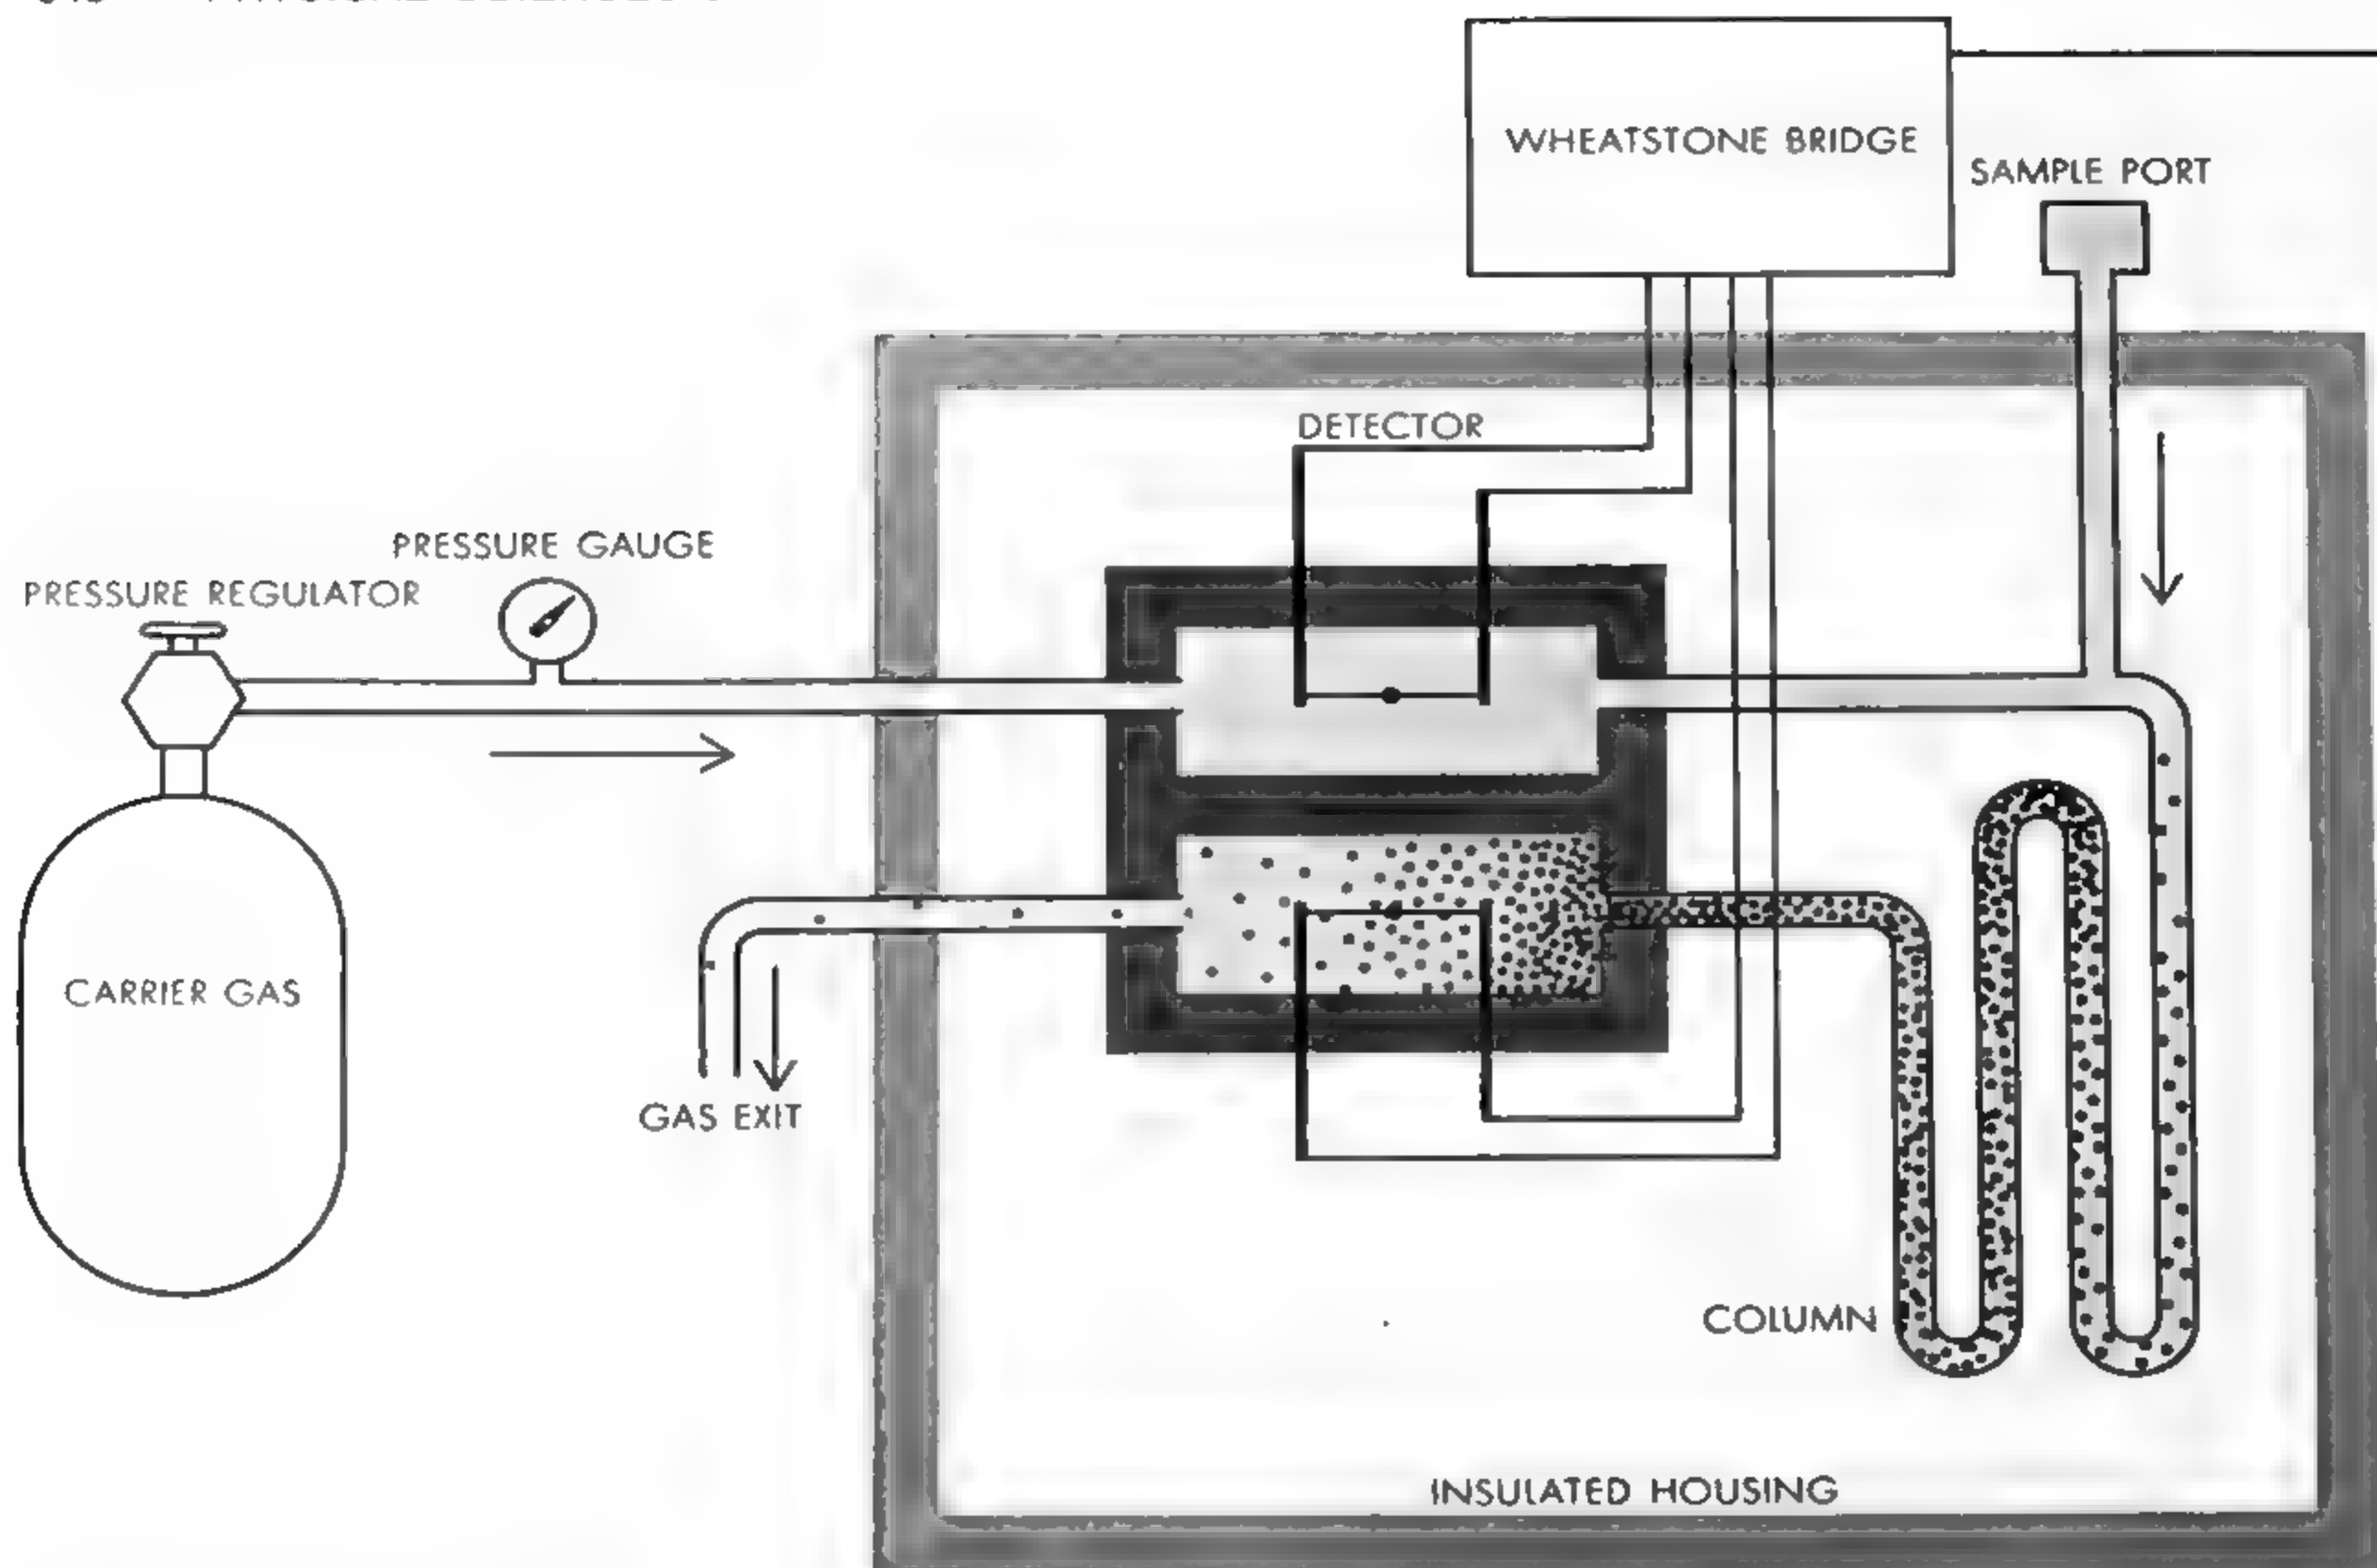 WHEATSTONE BRIDGE
SAMPLE PORT
DETECTOR
PRESSURE GAUGE
PRESSURE REGULATOR
CARRIER GAS
GAS EXIT
COLUMN
INSULATED HOUSING